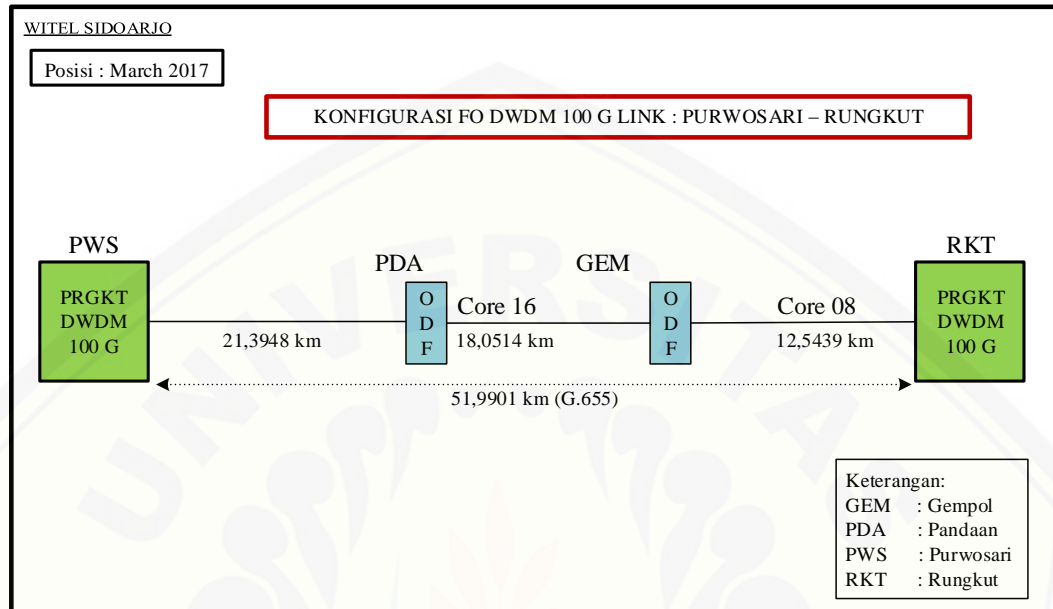 WITEL SIDOARJO
Posisi : March 2017
KONFIGURASI FO DWDM 100 G LINK : PURWOSARI – RUNGKUT
PWS
PRGKT
DWDM
100 G
21,3948 km
PDA
O
D
F
Core 16
18,0514 km
GEM
O
D
F
Core 08
12,5439 km
RKT
PRGKT
DWDM
100 G
51,9901 km (G.655)
Keterangan:
GEM : Gempol
PDA : Pandaan
PWS : Purwosari
RKT : Rungkut
UNIVERSITAS